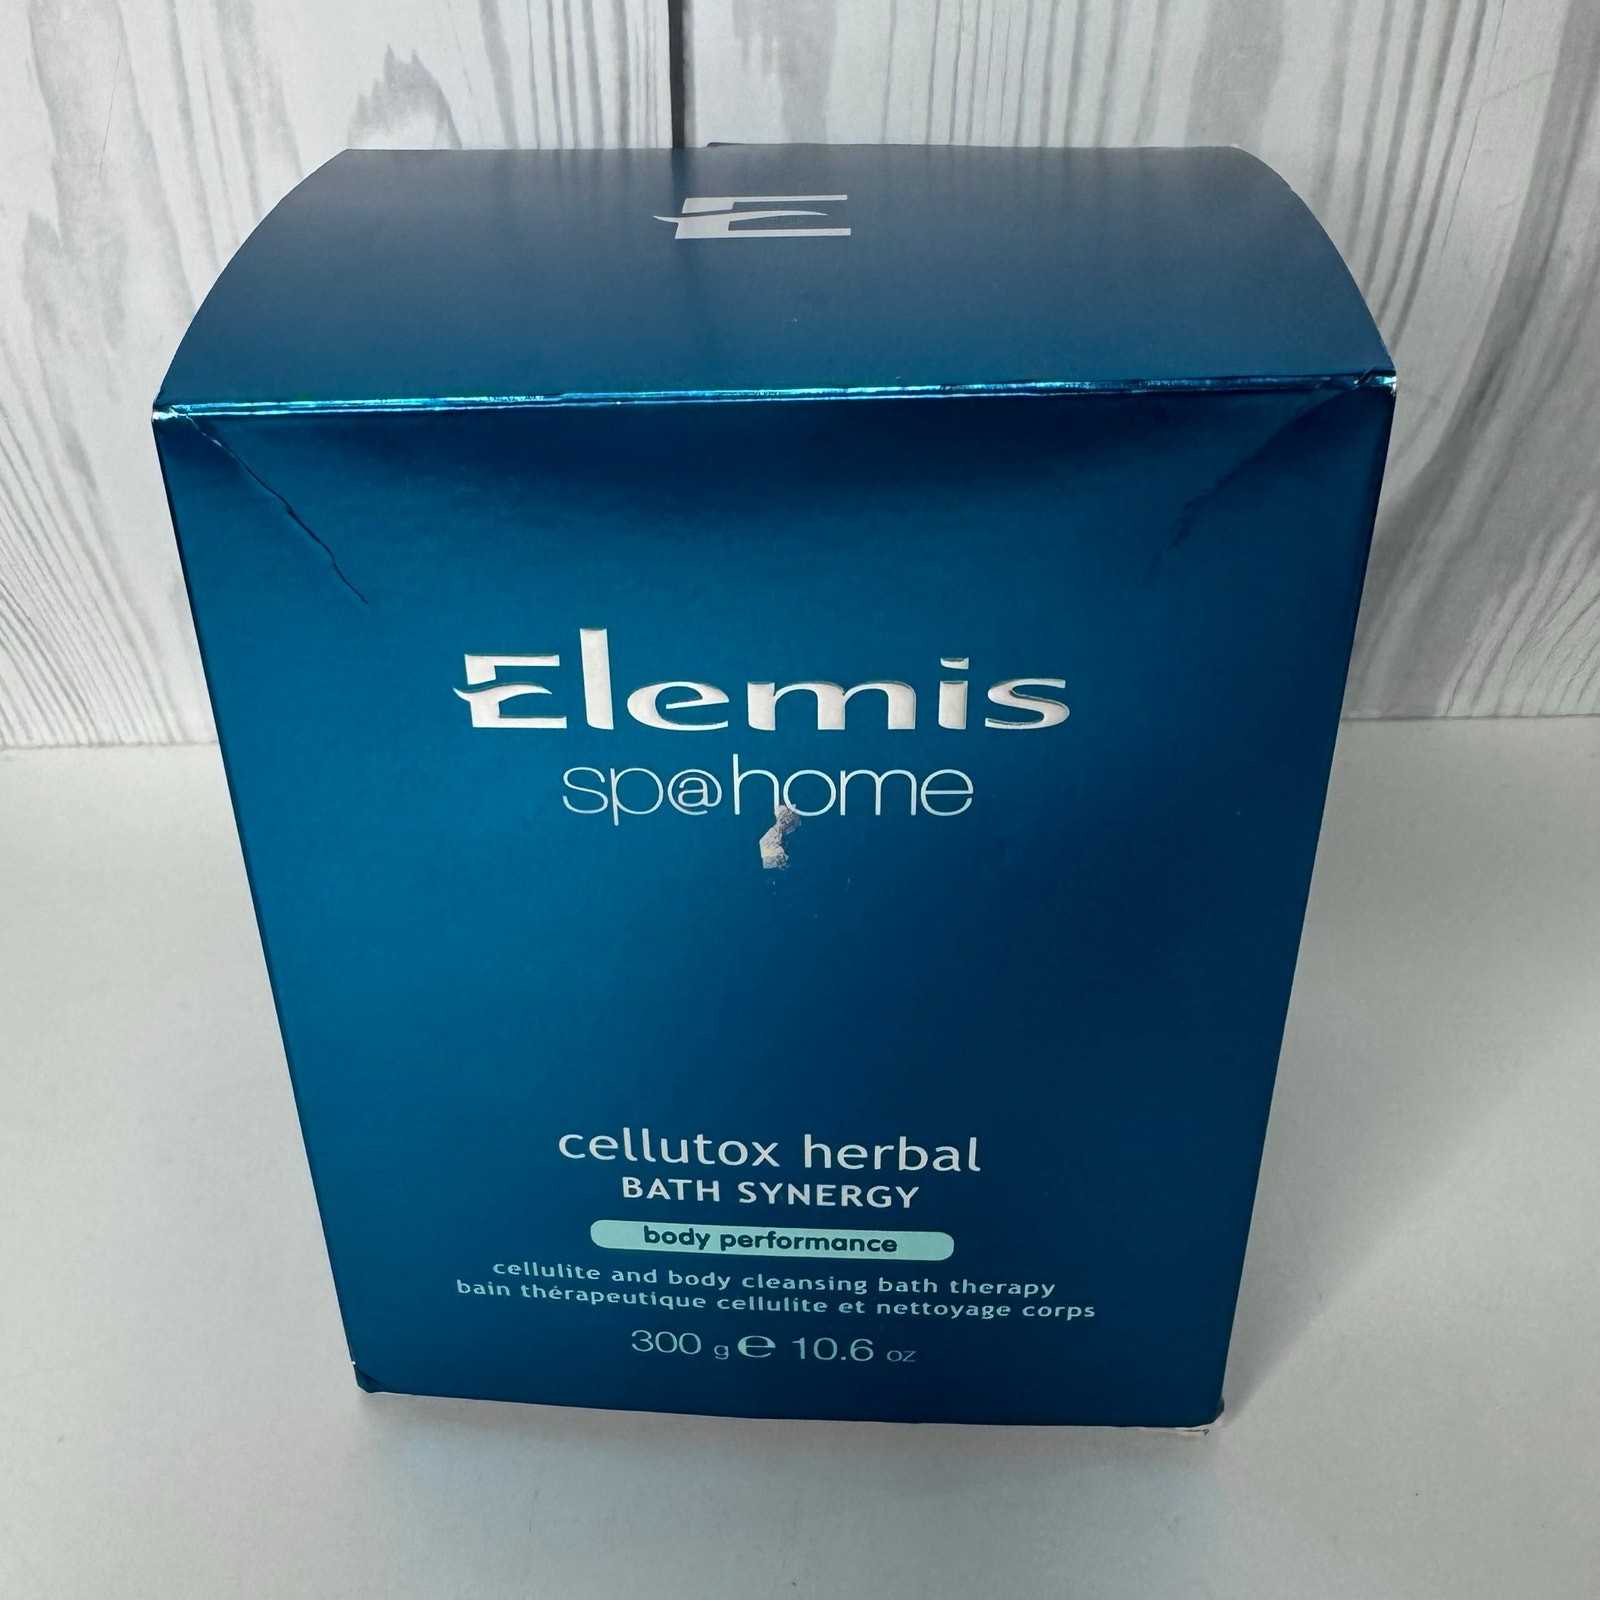 E
Elemis
sp@home
cellutox herbal
BATH SYNERGY
body performance
cellulite and body cleansing bath therapy
bain thérapeutique cellulite et nettoyage corps
300 g e 10.6 oz